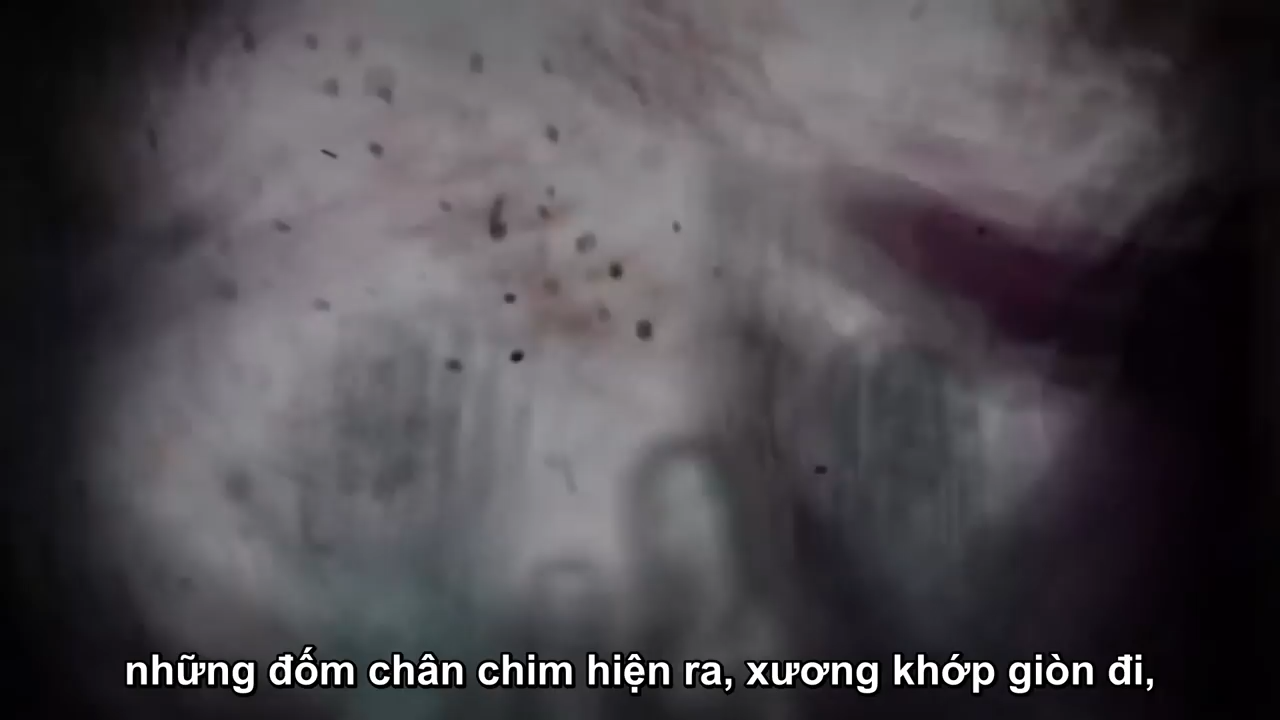 những đốm chân chim hiện ra, xương khớp giòn đi,